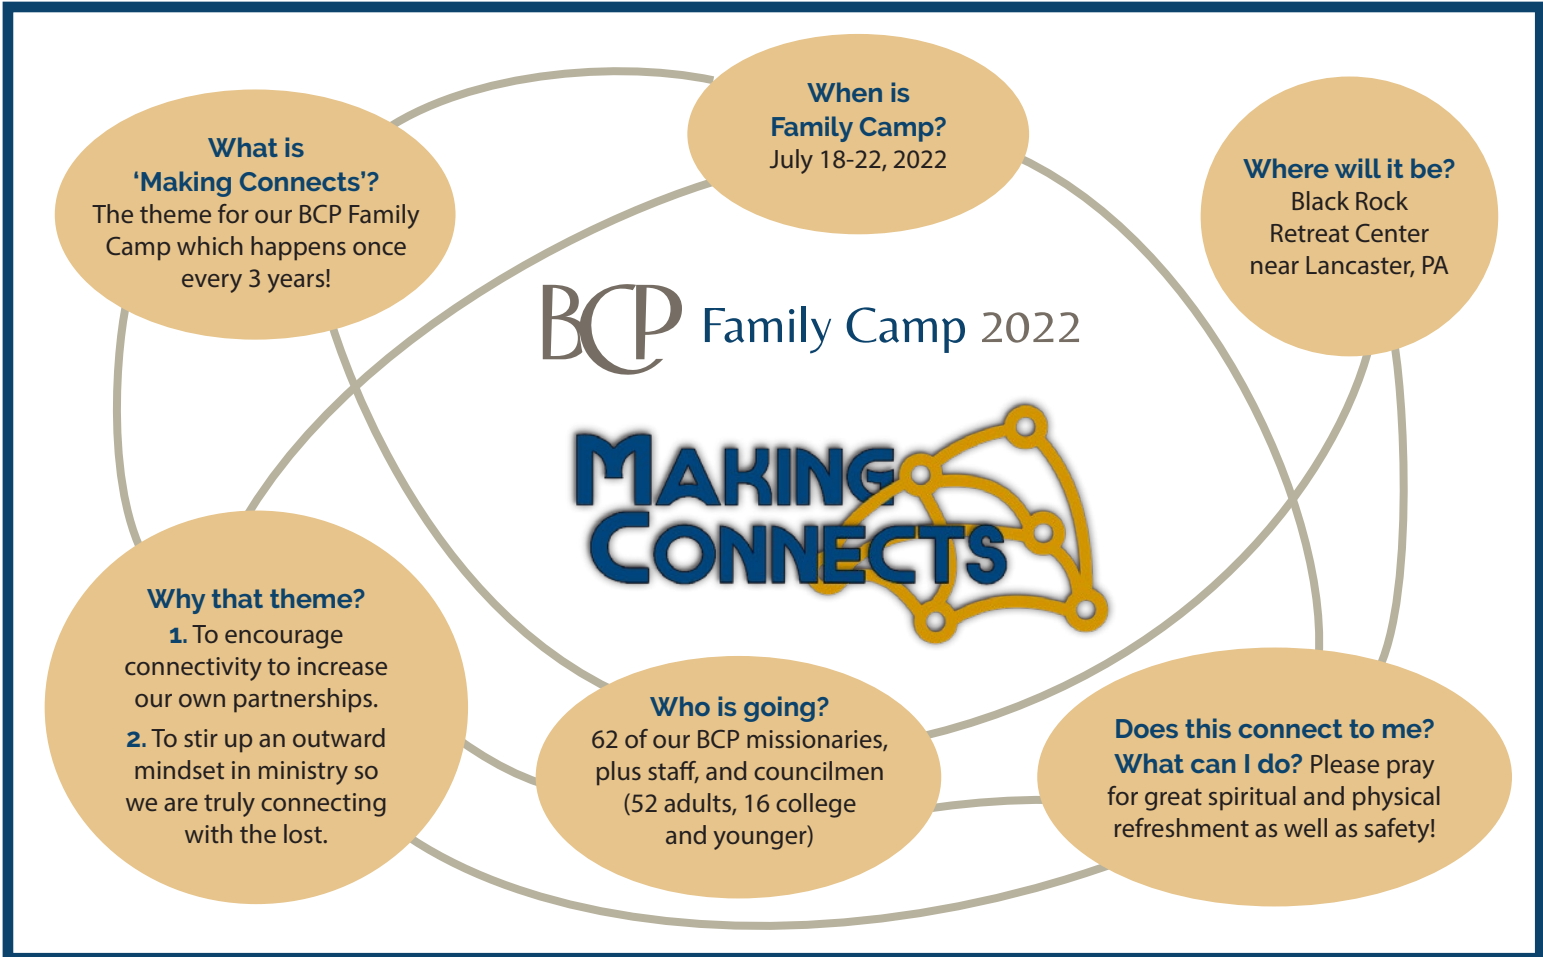 What is
‘Making Connects’?
The theme for our BCP Family
Camp which happens once
every 3 years!
When is
Family Camp?
July 18-22, 2022
Where will it be?
Black Rock
Retreat Center
near Lancaster, PA
BCP Family Camp 2022
MAKING
CONNECTS
Why that theme?
1. To encourage
connectivity to increase
our own partnerships.
2. To stir up an outward
mindset in ministry so
we are truly connecting
with the lost.
Who is going?
62 of our BCP missionaries,
plus staff, and councilmen
(52 adults, 16 college
and younger)
Does this connect to me?
What can I do? Please pray
for great spiritual and physical
refreshment as well as safety!